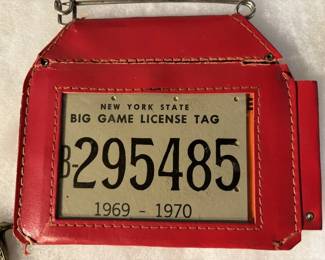 NEW YORK STATE
BIG GAME LICENSE TAG
B-295485
1969 - 1970